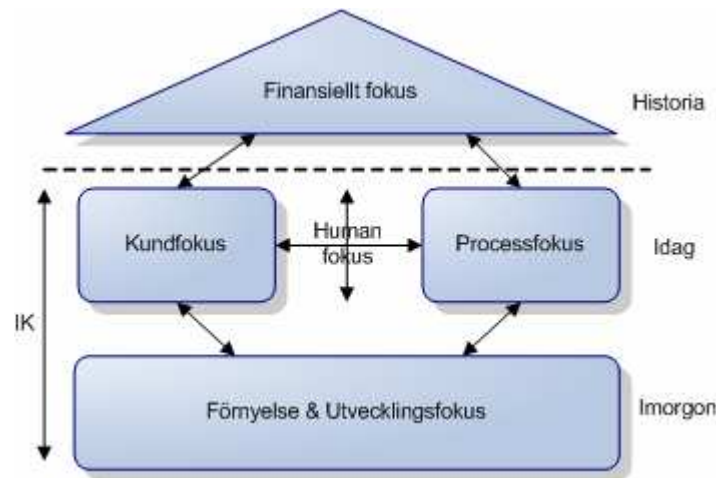 Finansiellt fokus
Historia
Kundfokus
Human
fokus
Processfokus
Idag
IK
Förnyelse & Utvecklingsfokus
Imorgon